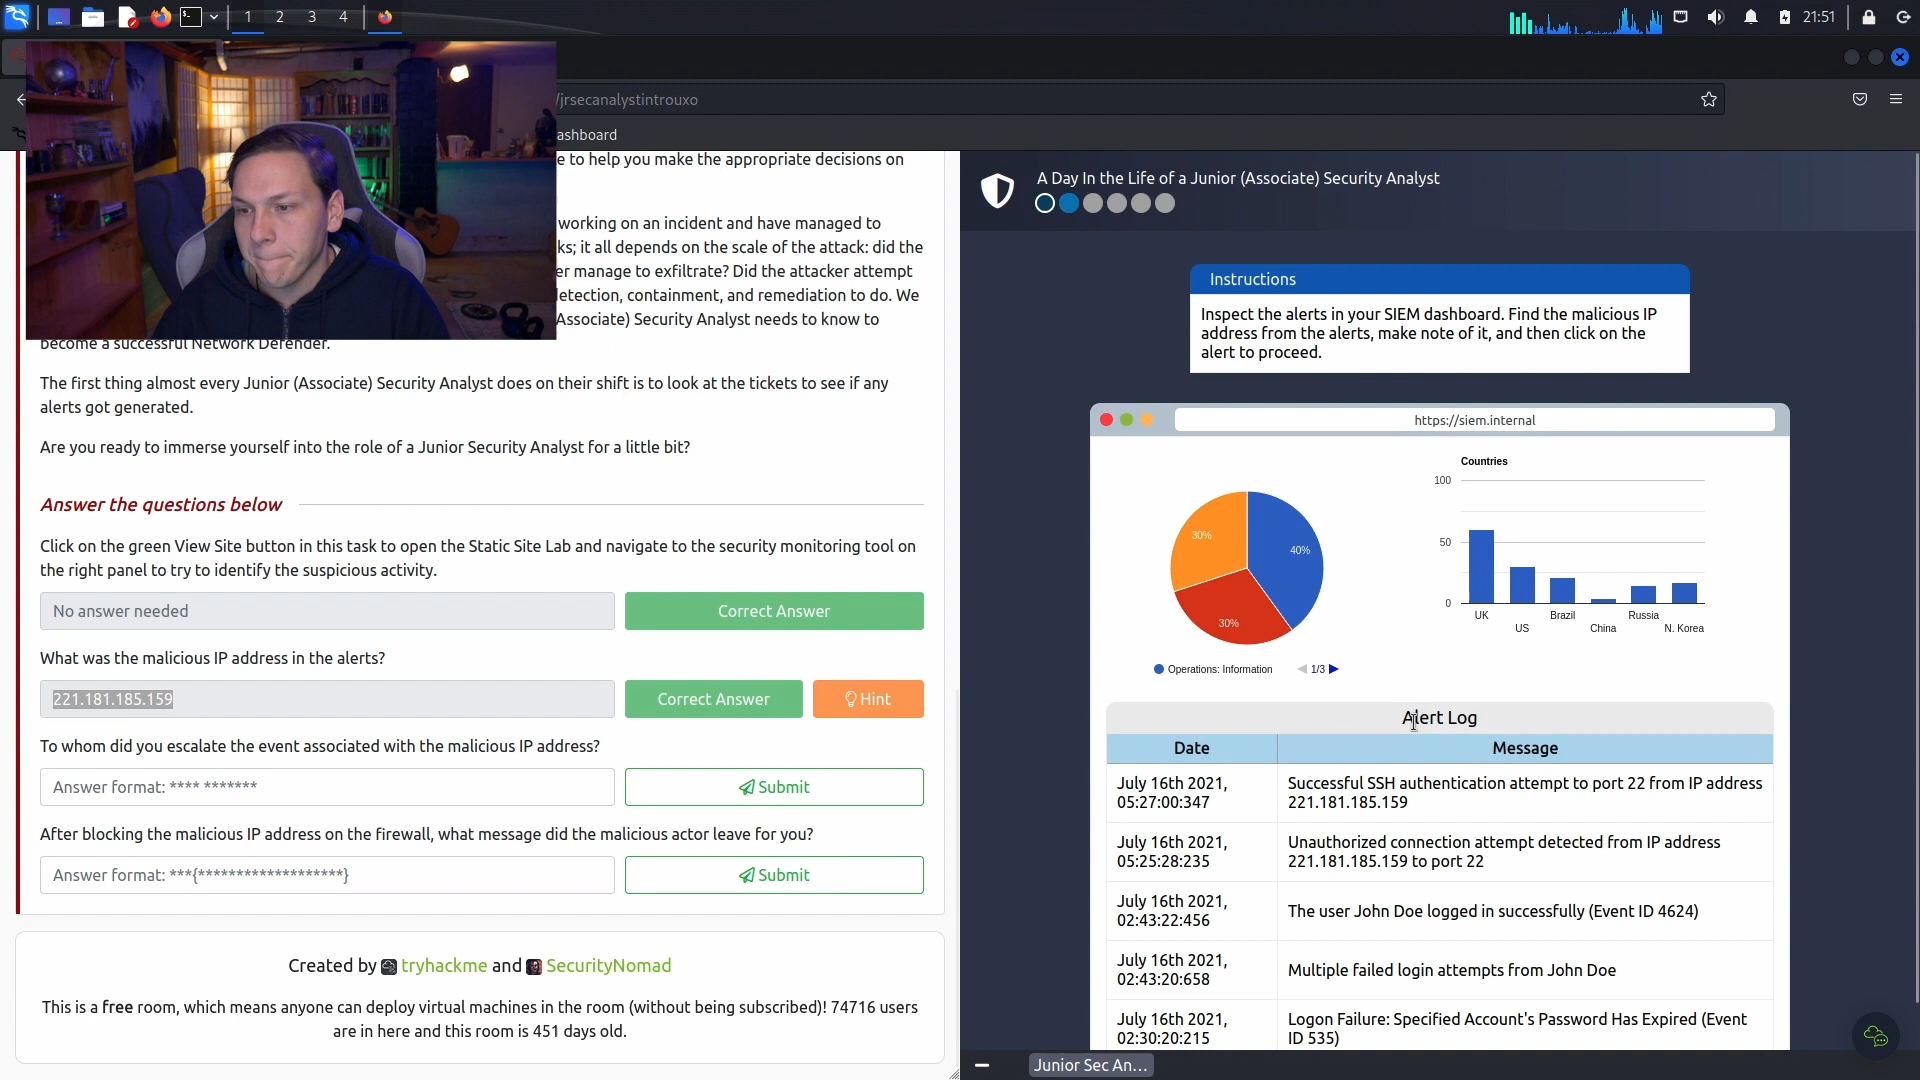 1 2 3 4
21:51
/jrsecanalystintrouxo
ashboard
e to help you make the appropriate decisions on
working on an incident and have managed to
ks; it all depends on the scale of the attack: did the
er manage to exfiltrate? Did the attacker attempt
letection, containment, and remediation to do. We
Associate) Security Analyst needs to know to
become a successful Network Defender.
The first thing almost every Junior (Associate) Security Analyst does on their shift is to look at the tickets to see if any
alerts got generated.
Are you ready to immerse yourself into the role of a Junior Security Analyst for a little bit?
Answer the questions below
Click on the green View Site button in this task to open the Static Site Lab and navigate to the security monitoring tool on
the right panel to try to identify the suspicious activity.
No answer needed
Correct Answer
What was the malicious IP address in the alerts?
221.181.185.159
Correct Answer
Hint
To whom did you escalate the event associated with the malicious IP address?
Answer format: **** *******
Submit
After blocking the malicious IP address on the firewall, what message did the malicious actor leave for you?
Answer format: ***{*******************}
Submit
Created by tryhackme and SecurityNomad
This is a free room, which means anyone can deploy virtual machines in the room (without being subscribed)! 74716 users
are in here and this room is 451 days old.
A Day In the Life of a Junior (Associate) Security Analyst
Instructions
Inspect the alerts in your SIEM dashboard. Find the malicious IP
address from the alerts, make note of it, and then click on the
alert to proceed.
https://siem.internal
30%
40%
30%
Operations: Information
1/3
Countries
100
50
0
UK
US
Brazil
China
Russia
N. Korea
Alert Log
Date Message
July 16th 2021,
05:27:00:347
Successful SSH authentication attempt to port 22 from IP address
221.181.185.159
July 16th 2021,
05:25:28:235
Unauthorized connection attempt detected from IP address
221.181.185.159 to port 22
July 16th 2021,
02:43:22:456
The user John Doe logged in successfully (Event ID 4624)
July 16th 2021,
02:43:20:658
Multiple failed login attempts from John Doe
July 16th 2021,
02:30:20:215
Logon Failure: Specified Account's Password Has Expired (Event
ID 535)
Junior Sec An...